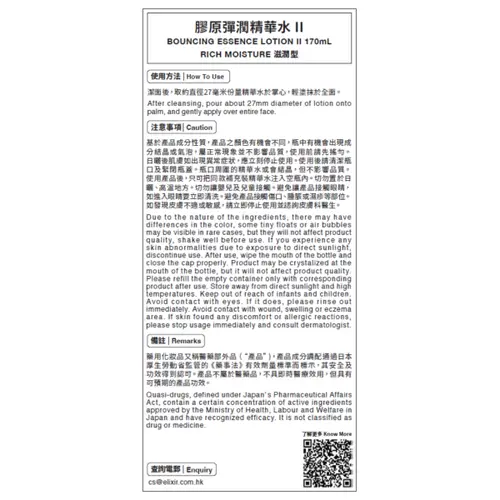 膠原彈潤精華水 II
BOUNCING ESSENCE LOTION II 170mL
RICH MOISTURE 滋潤型
使用方法 | How To Use
潔面後，取約直徑27毫米份量精華水於掌心，輕塗抹於全面。
After cleansing, pour about 27mm diameter of lotion onto
palm, and gently apply over entire face.
注意事項 | Caution
基於產品成分性質，產品之顏色有機會不同，瓶中有機會出現成
分結晶或氣泡，屬正常現象並不影響品質，使用前請先搖勻。
日曬後肌膚如出現異常症狀，應立刻停止使用。使用後請清潔瓶
口及緊閉瓶蓋。瓶口周圍的精華水或會結晶，但不影響品質。
使用產品後，只可把同款補充裝精華水注入空瓶內。切勿置於日
曬、高溫地方。切勿讓嬰兒及兒童接觸。避免讓產品接觸眼睛，
如進入眼睛要立即清洗。避免產品接觸傷口、腫脹或濕疹等部位。
如發現皮膚不適或敏感，請立即停止使用並諮詢皮膚科醫生。
Due to the nature of the ingredients, there may have
differences in the color, some tiny floats or air bubbles
may be visible in rare cases, but they will not affect product
quality, shake well before use. If you experience any
skin abnormalities due to exposure to direct sunlight,
discontinue use. After use, wipe the mouth of the bottle and
close the cap properly. Product may be crystalized at the
mouth of the bottle, but it will not affect product quality.
Please refill the empty container only with corresponding
product after use. Store away from direct sunlight and high
temperatures. Keep out of reach of infants and children.
Avoid contact with eyes. If it does, please rinse out
immediately. Avoid contact with wound, swelling or eczema
area. If skin found any discomfort or allergic reactions,
please stop usage immediately and consult dermatologist.
備註 | Remarks
藥用化妝品又稱醫藥部外品（“產品”），產品成分調配通過日本
厚生勞動省監管的《藥事法》有效劑量標準而標示，其安全及
功效得到認可。產品不屬於醫藥品，不具即時醫療效用，但具有
可預期的產品功效。
Quasi-drugs, defined under Japan's Pharmaceutical Affairs
Act, contain a certain concentration of active ingredients
approved by the Ministry of Health, Labour and Welfare in
Japan and have recognized efficacy. It is not classified as
drug or medicine.
了解更多 Know More
查詢電郵 | Enquiry
cs@elixir.com.hk